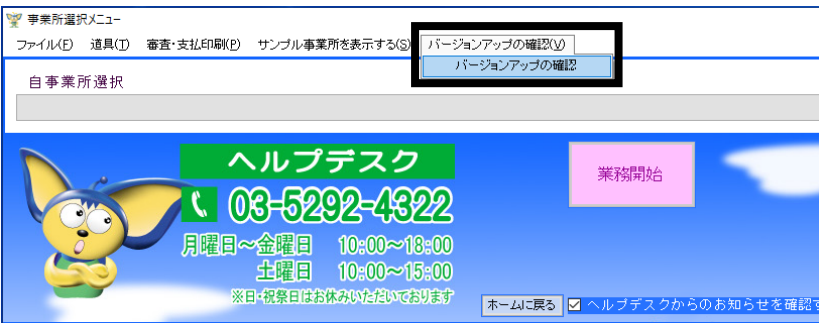 事業所選択メニュー
ファイル(F) 道具(T) 審査・支払印刷(P) サンプル事業所を表示する(S) バージョンアップの確認(V)
バージョンアップの確認
自事業所選択
ヘルプデスク
業務開始
03-5292-4322
月曜日～金曜日 10:00～18:00
土曜日 10:00～15:00
※日・祝祭日はお休みいただいております
ホームに戻る ヘルプデスクからのお知らせを確認す